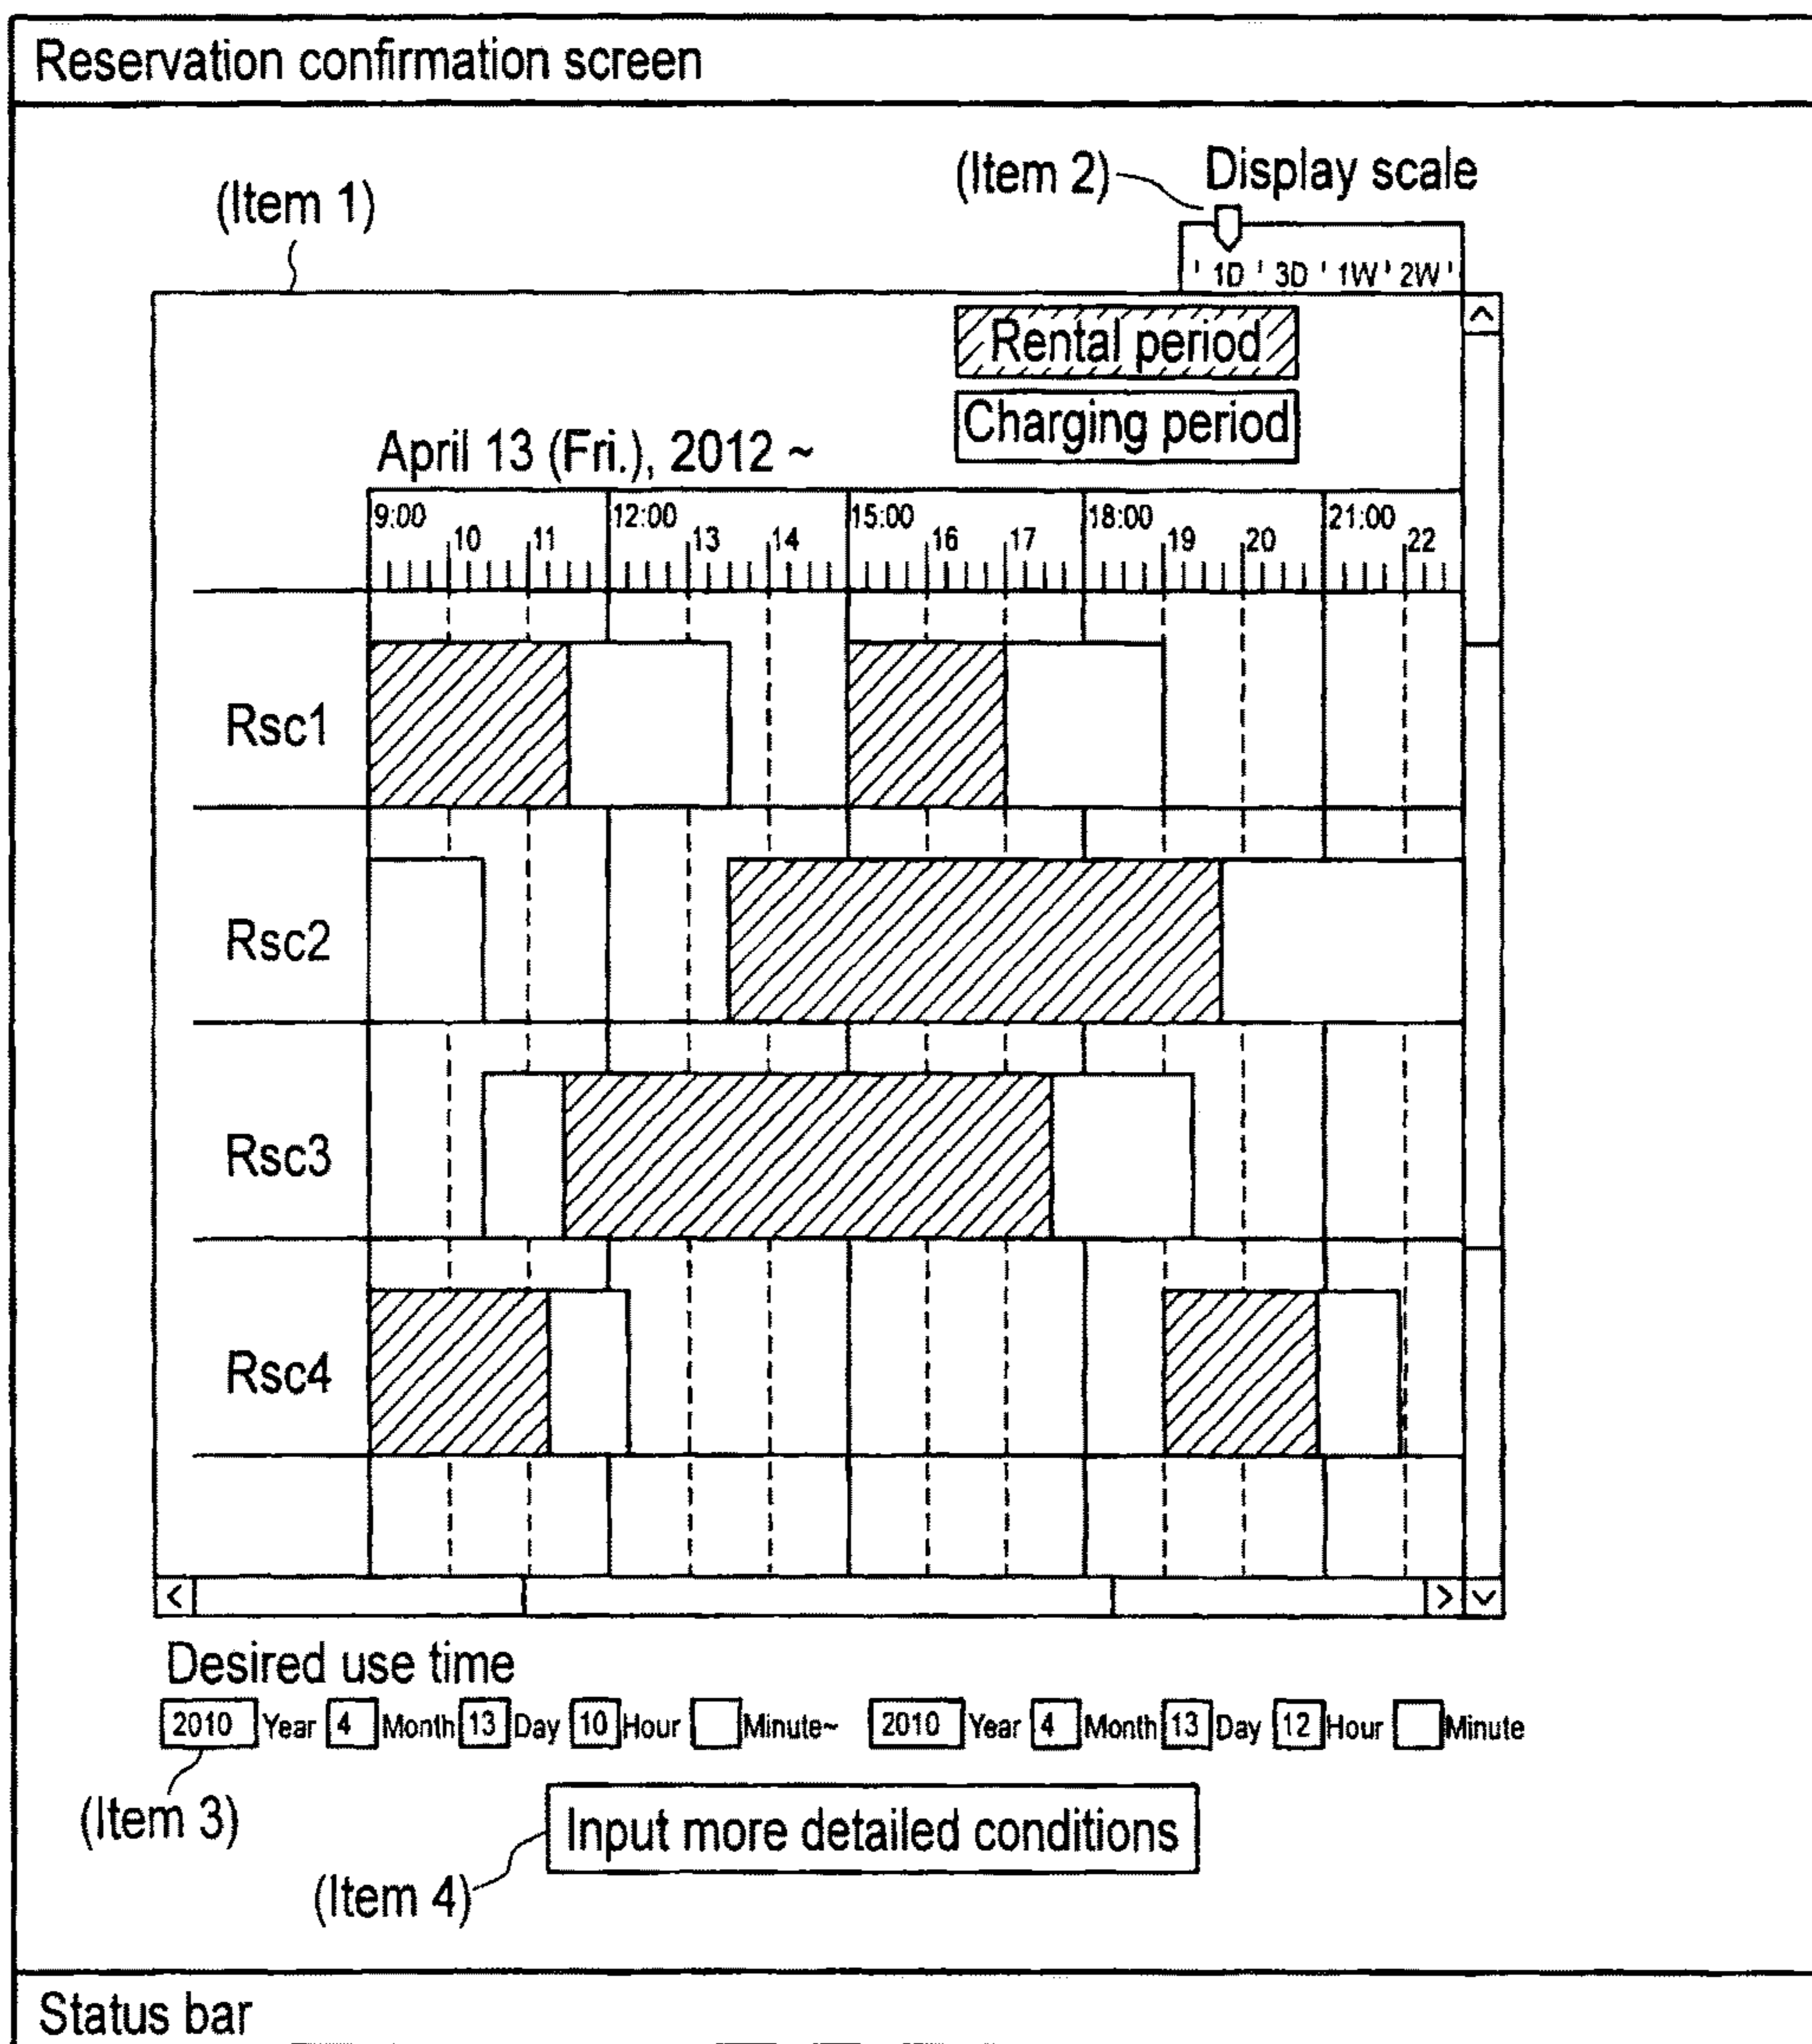 Reservation confirmation screen
(Item 1)
(Item 2) Display scale
1D 3D 1W 2W
Rental period
Charging period
April 13 (Fri.), 2012 ~
9:00 10 11 12:00 13 14 15:00 16 17 18:00 19 20 21:00 22
Rsc1
Rsc2
Rsc3
Rsc4
< > 
Desired use time
2010 Year 4 Month 13 Day 10 Hour Minute~ 2010 Year 4 Month 13 Day 12 Hour Minute
(Item 3)
Input more detailed conditions
(Item 4)
Status bar